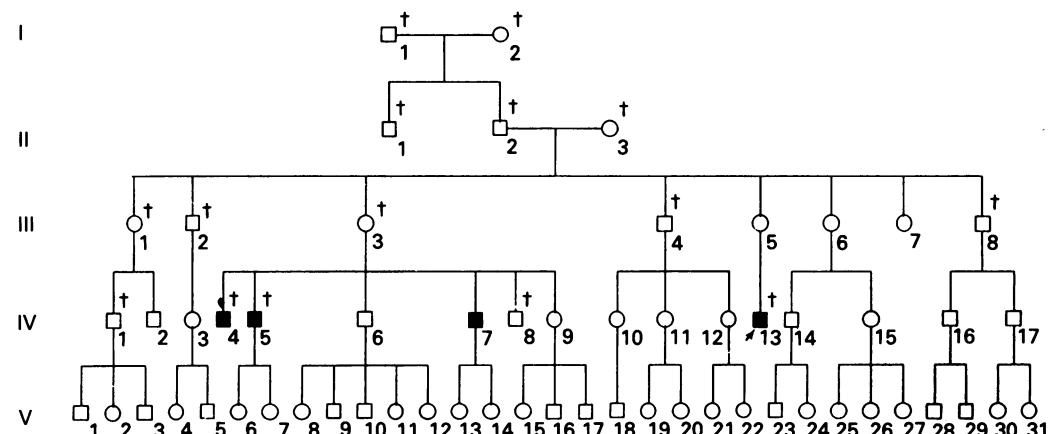 I † †
1 2
† † †
II 1 2 3
† † † † †
III 1 2 3 4 5 6 7 8
† † † † †
IV 1 2 3 4 5 6 7 8 9 10 11 12 13 14 15 16 17
V 1 2 3 4 5 6 7 8 9 10 11 12 13 14 15 16 17 18 19 20 21 22 23 24 25 26 27 28 29 30 31